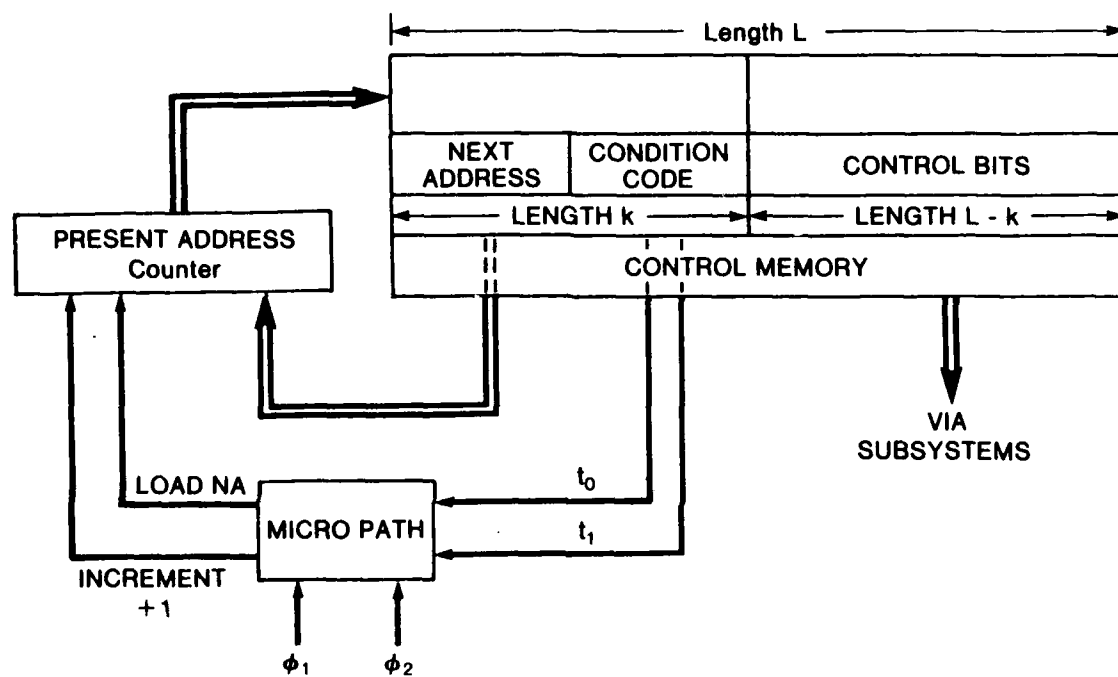 Length L
NEXT ADDRESS
CONDITION CODE
CONTROL BITS
LENGTH k
LENGTH L - k
PRESENT ADDRESS
Counter
CONTROL MEMORY
VIA
SUBSYSTEMS
LOAD NA
t₀
MICRO PATH
t₁
INCREMENT
+1
ϕ₁
ϕ₂